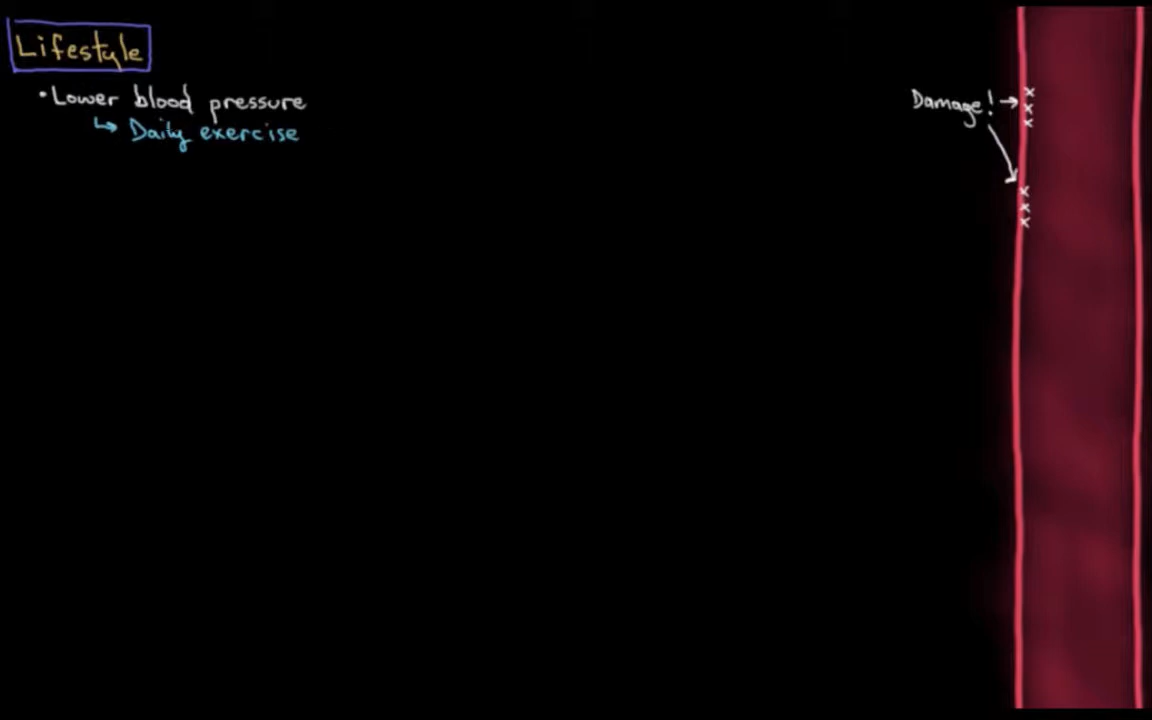 Lifestyle
• Lower blood pressure
↳ Daily exercise
Damage! →
x
x
x
x
x
x